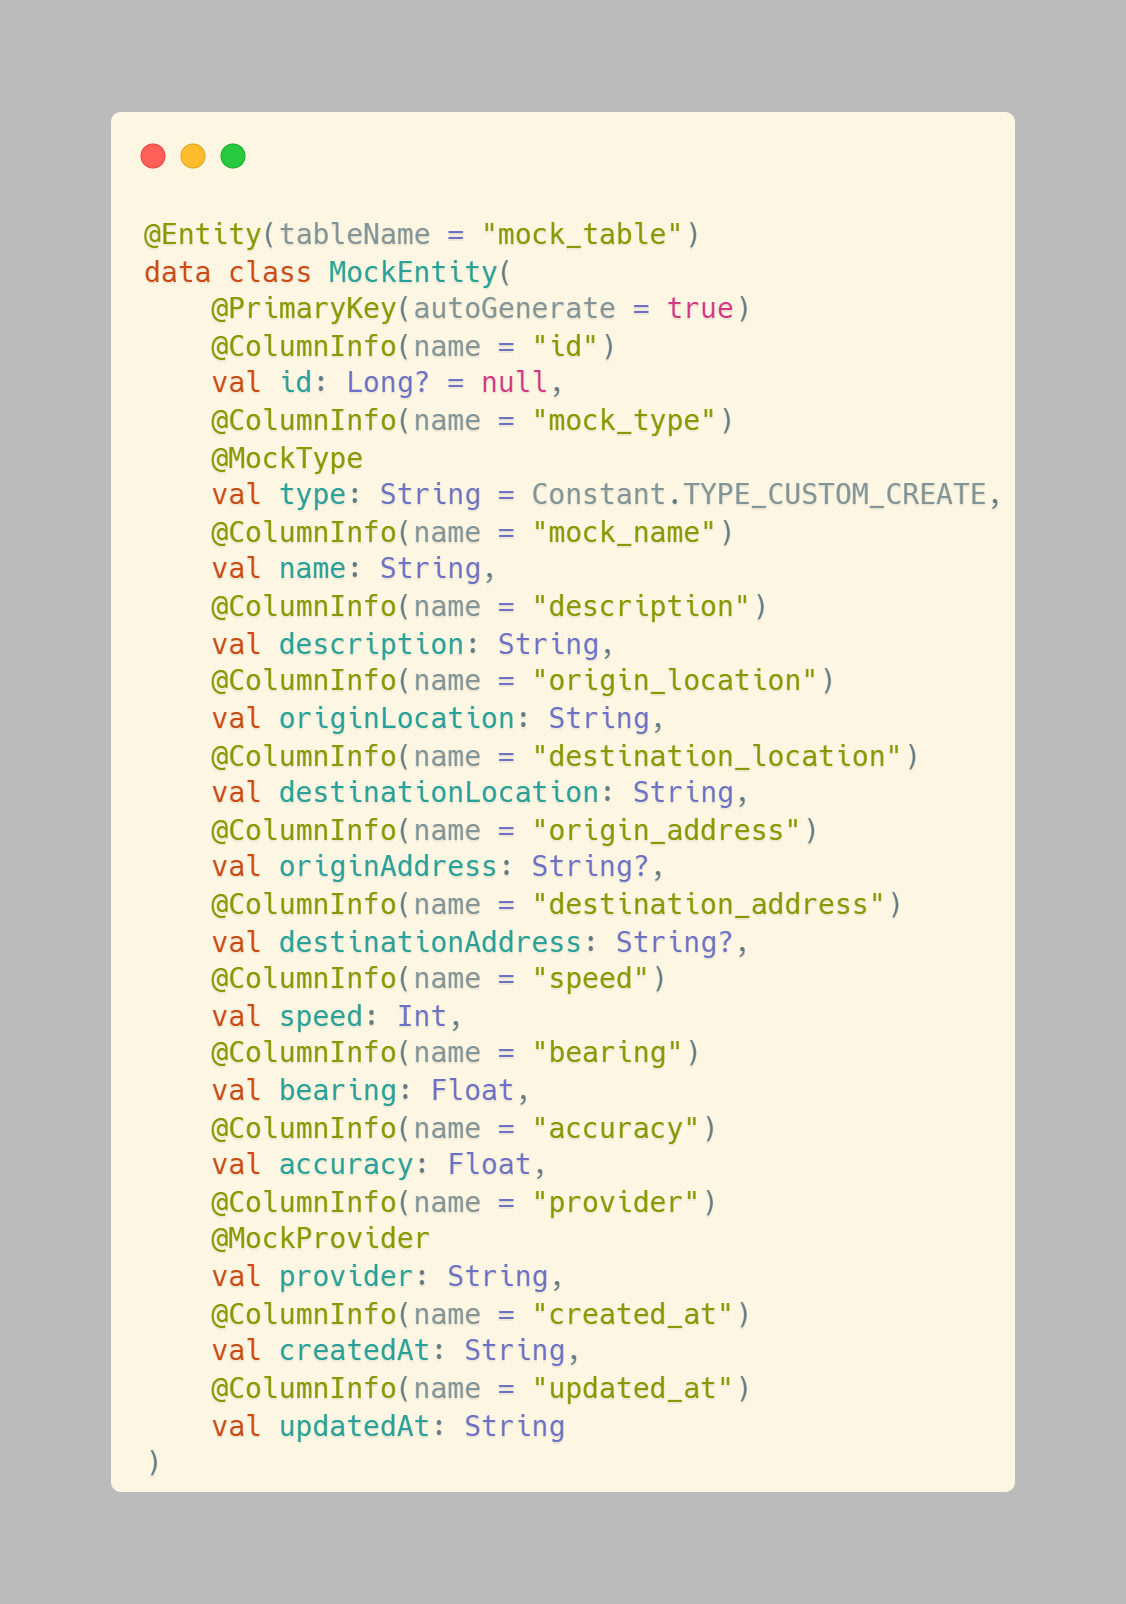 @Entity(tableName = "mock_table")
data class MockEntity(
    @PrimaryKey(autoGenerate = true)
    @ColumnInfo(name = "id")
    val id: Long? = null,
    @ColumnInfo(name = "mock_type")
    @MockType
    val type: String = Constant.TYPE_CUSTOM_CREATE,
    @ColumnInfo(name = "mock_name")
    val name: String,
    @ColumnInfo(name = "description")
    val description: String,
    @ColumnInfo(name = "origin_location")
    val originLocation: String,
    @ColumnInfo(name = "destination_location")
    val destinationLocation: String,
    @ColumnInfo(name = "origin_address")
    val originAddress: String?,
    @ColumnInfo(name = "destination_address")
    val destinationAddress: String?,
    @ColumnInfo(name = "speed")
    val speed: Int,
    @ColumnInfo(name = "bearing")
    val bearing: Float,
    @ColumnInfo(name = "accuracy")
    val accuracy: Float,
    @ColumnInfo(name = "provider")
    @MockProvider
    val provider: String,
    @ColumnInfo(name = "created_at")
    val createdAt: String,
    @ColumnInfo(name = "updated_at")
    val updatedAt: String
)